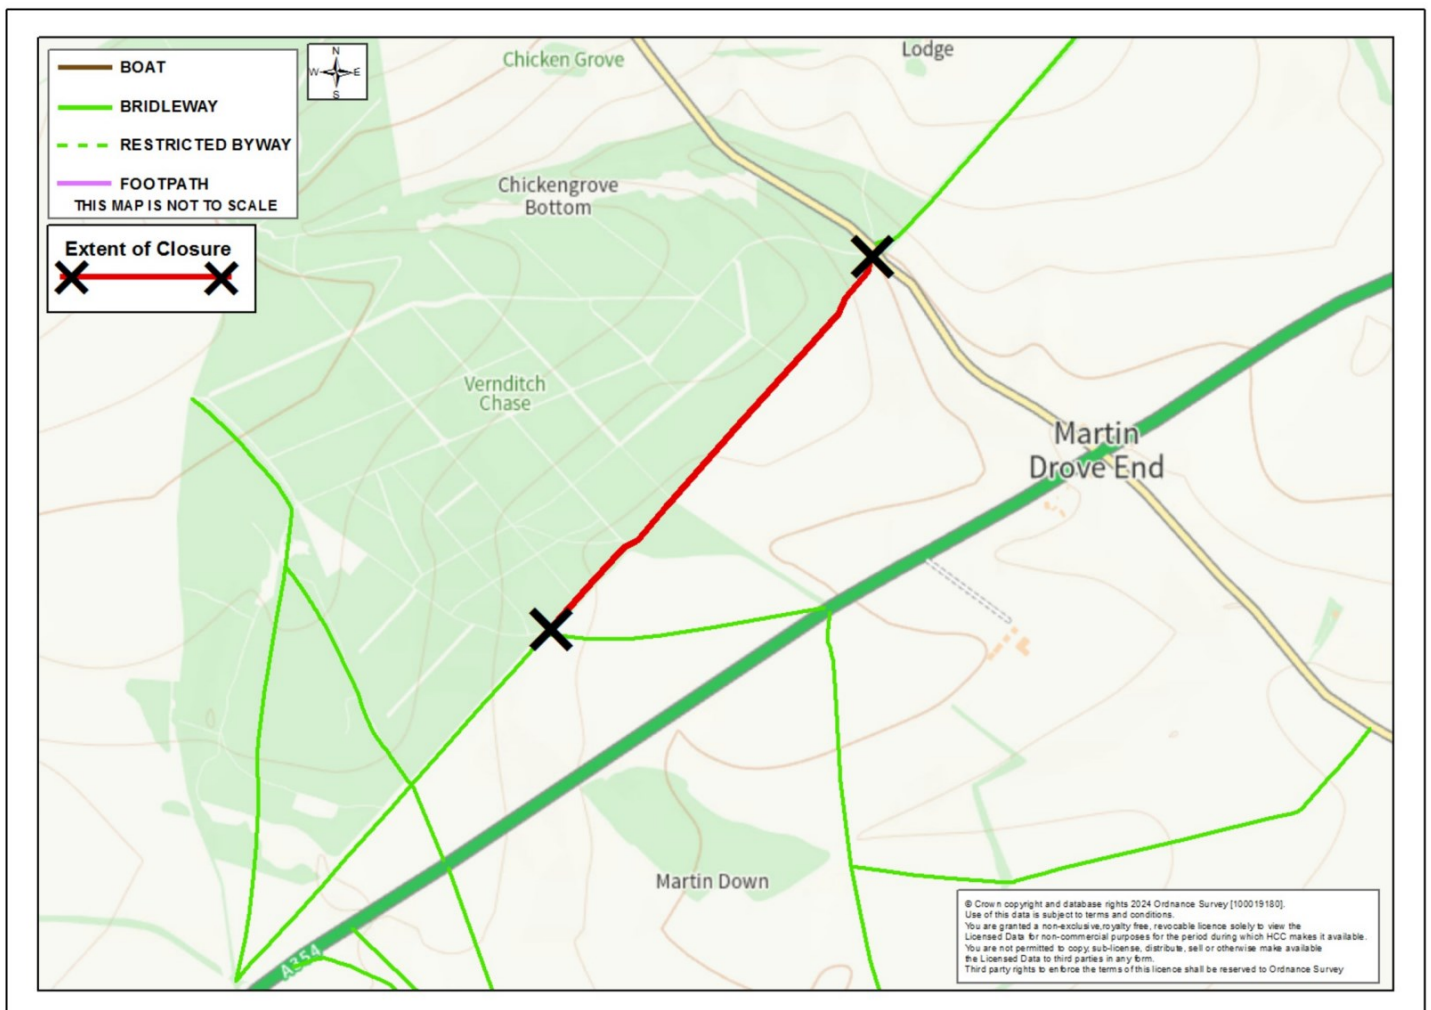 BOAT
BRIDLEWAY
RESTRICTED BYWAY
FOOTPATH
THIS MAP IS NOT TO SCALE
N
W E
S
Extent of Closure
Chicken Grove
Lodge
Chickengrove
Bottom
Vernditch
Chase
Martin
Drove End
Martin Down
A354
© Crown copyright and database rights 2024 Ordnance Survey [100019180].
Use of this data is subject to terms and conditions.
You are granted a non-exclusive,royalty free, revocable licence solely to view the
Licensed Data for non-commercial purposes for the period during which HCC makes it available.
You are not permitted to copy, sub-license, distribute, sell or otherwise make available
the Licensed Data to third parties in any form.
Third party rights to enforce the terms of this licence shall be reserved to Ordnance Survey